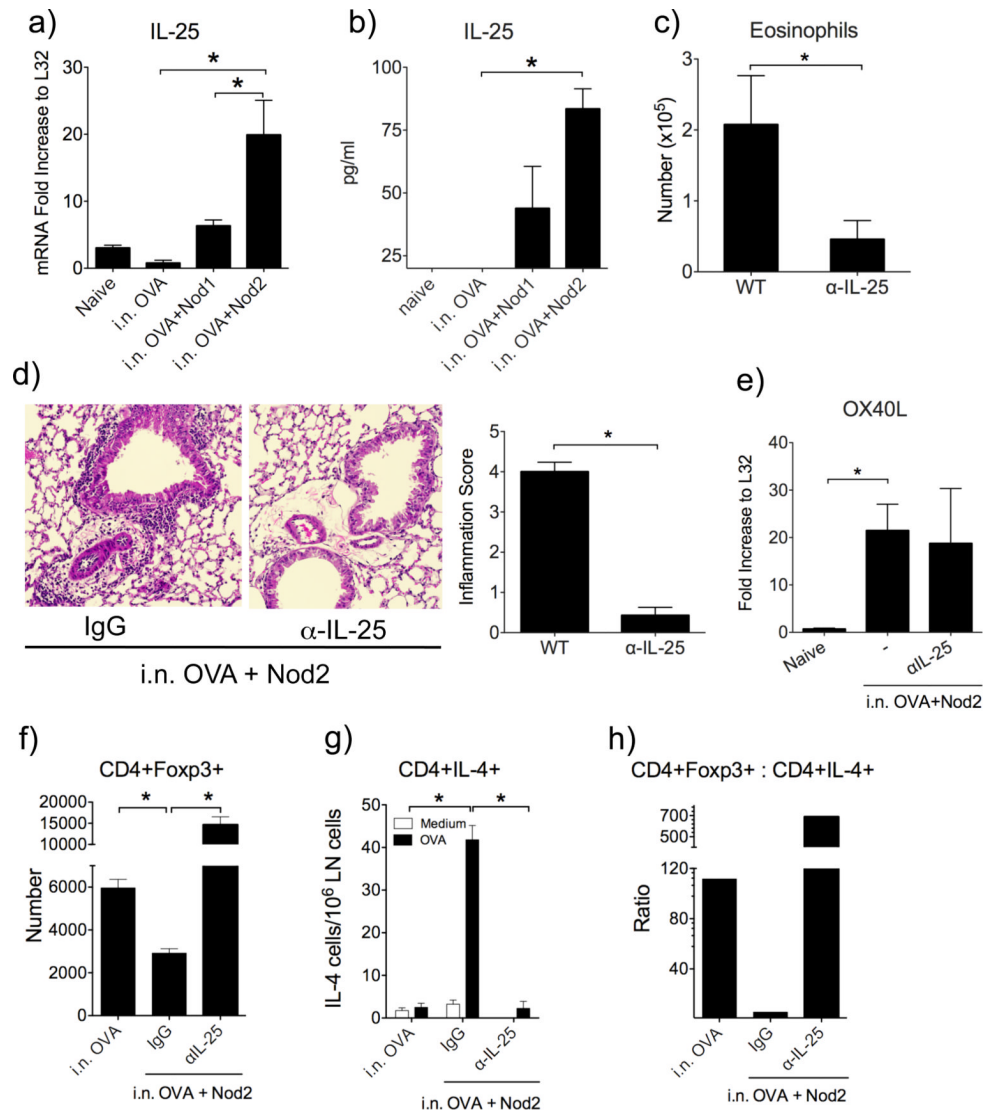 a)
IL-25
mRNA Fold Increase to L32
30
20
10
0
*
*
Naive
i.n. OVA
i.n. OVA+Nod1
i.n. OVA+Nod2
b)
IL-25
pg/ml
100
75
50
25
*
naive
i.n. OVA
i.n. OVA+Nod1
i.n. OVA+Nod2
c)
Eosinophils
Number (x10⁵)
3
2
1
0
*
WT
α-IL-25
d)
IgG
α-IL-25
i.n. OVA + Nod2
Inflammation Score
5
4
3
2
1
0
*
WT
α-IL-25
e)
OX40L
Fold Increase to L32
40
30
20
10
0
*
Naive
-
αIL-25
i.n. OVA+Nod2
f)
CD4+Foxp3+
Number
20000
15000
10000
6000
4000
2000
0
*
*
i.n. OVA
IgG
αIL-25
i.n. OVA + Nod2
g)
CD4+IL-4+
IL-4 cells/10⁶ LN cells
50
40
30
20
10
0
*
*
Medium
OVA
i.n. OVA
IgG
α-IL-25
i.n. OVA + Nod2
h)
CD4+Foxp3+ : CD4+IL-4+
Ratio
700
500
120
80
40
i.n. OVA
IgG
α-IL-25
i.n. OVA + Nod2